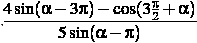 4 sin(α − 3π) − cos(3π/2 + α)
5 sin(α − π)